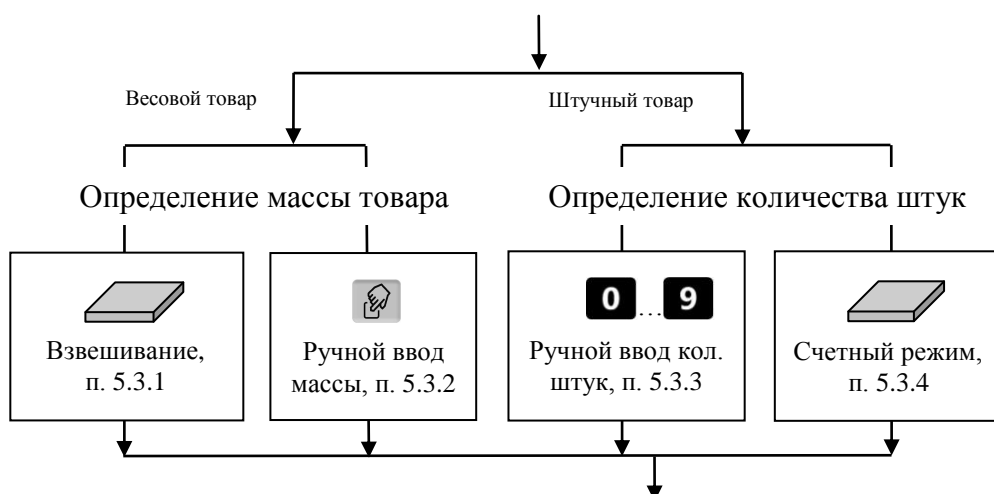 Весовой товар
Штучный товар
Определение массы товара
Определение количества штук
Взвешивание,
п. 5.3.1
Ручной ввод
массы, п. 5.3.2
0...9
Ручной ввод кол.
штук, п. 5.3.3
Счетный режим,
п. 5.3.4